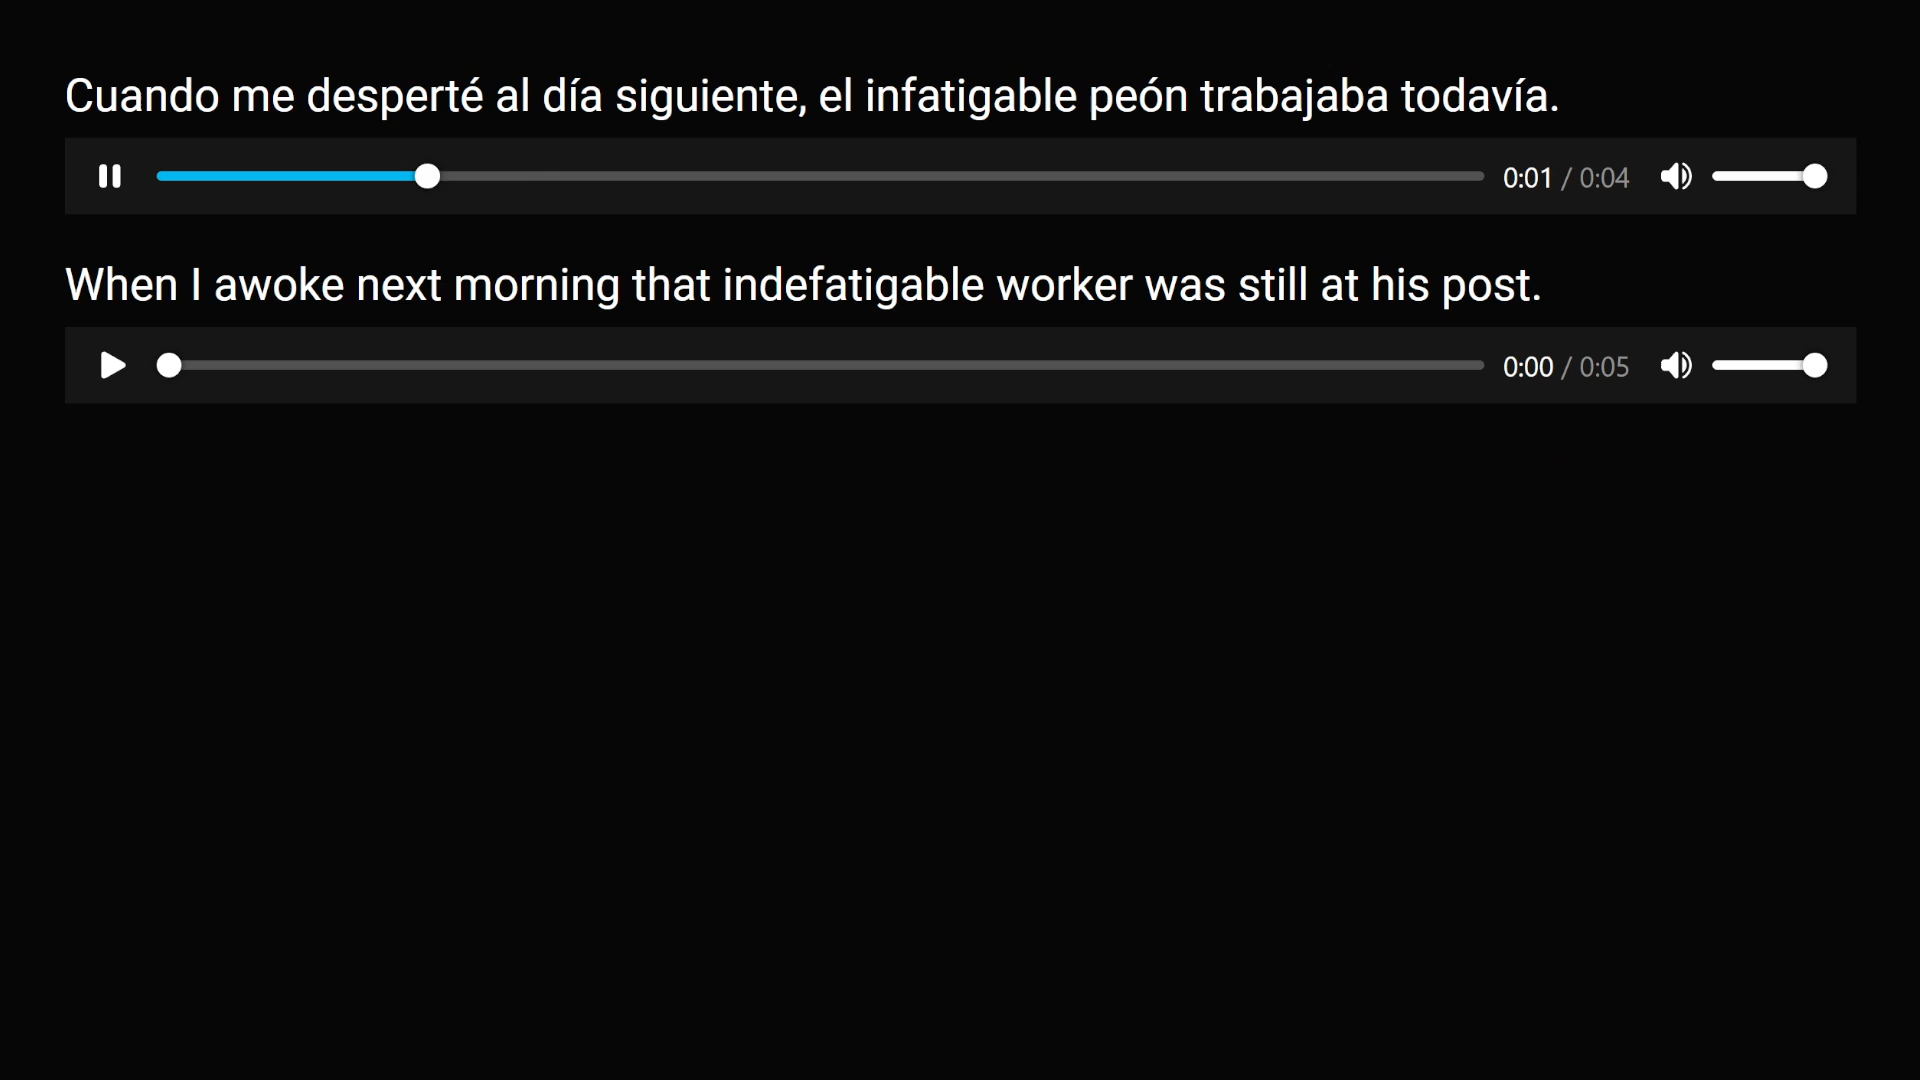 Cuando me desperté al día siguiente, el infatigable peón trabajaba todavía.
0:01 / 0:04
When I awoke next morning that indefatigable worker was still at his post.
0:00 / 0:05